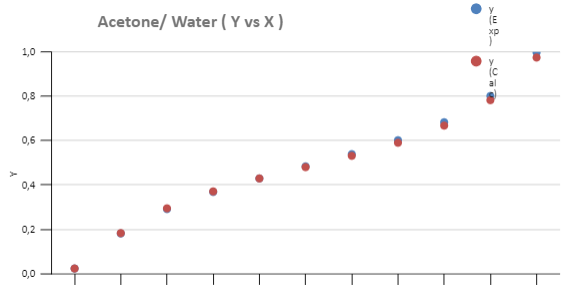 Acetone/ Water ( Y vs X )
y
(E
xp
)
y
(C
al
)
1,0
0,8
0,6
0,4
0,2
0,0
Y